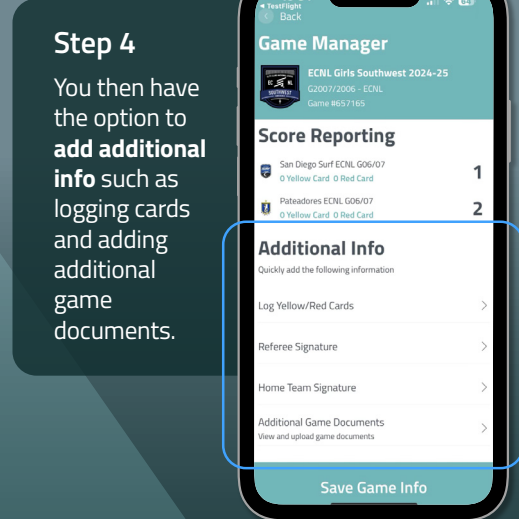 Step 4
You then have
the option to
add additional
info such as
logging cards
and adding
additional
game
documents.
TestFlight
Back
64
Game Manager
ECNL Girls Southwest 2024-25
G2007/2006 - ECNL
Game #657165
EC NL
SOUTHWEST
Score Reporting
San Diego Surf ECNL G06/07
0 Yellow Card 0 Red Card
1
Pateadores ECNL G06/07
0 Yellow Card 0 Red Card
2
Additional Info
Quickly add the following information
Log Yellow/Red Cards
Referee Signature
Home Team Signature
Additional Game Documents
View and upload game documents
Save Game Info